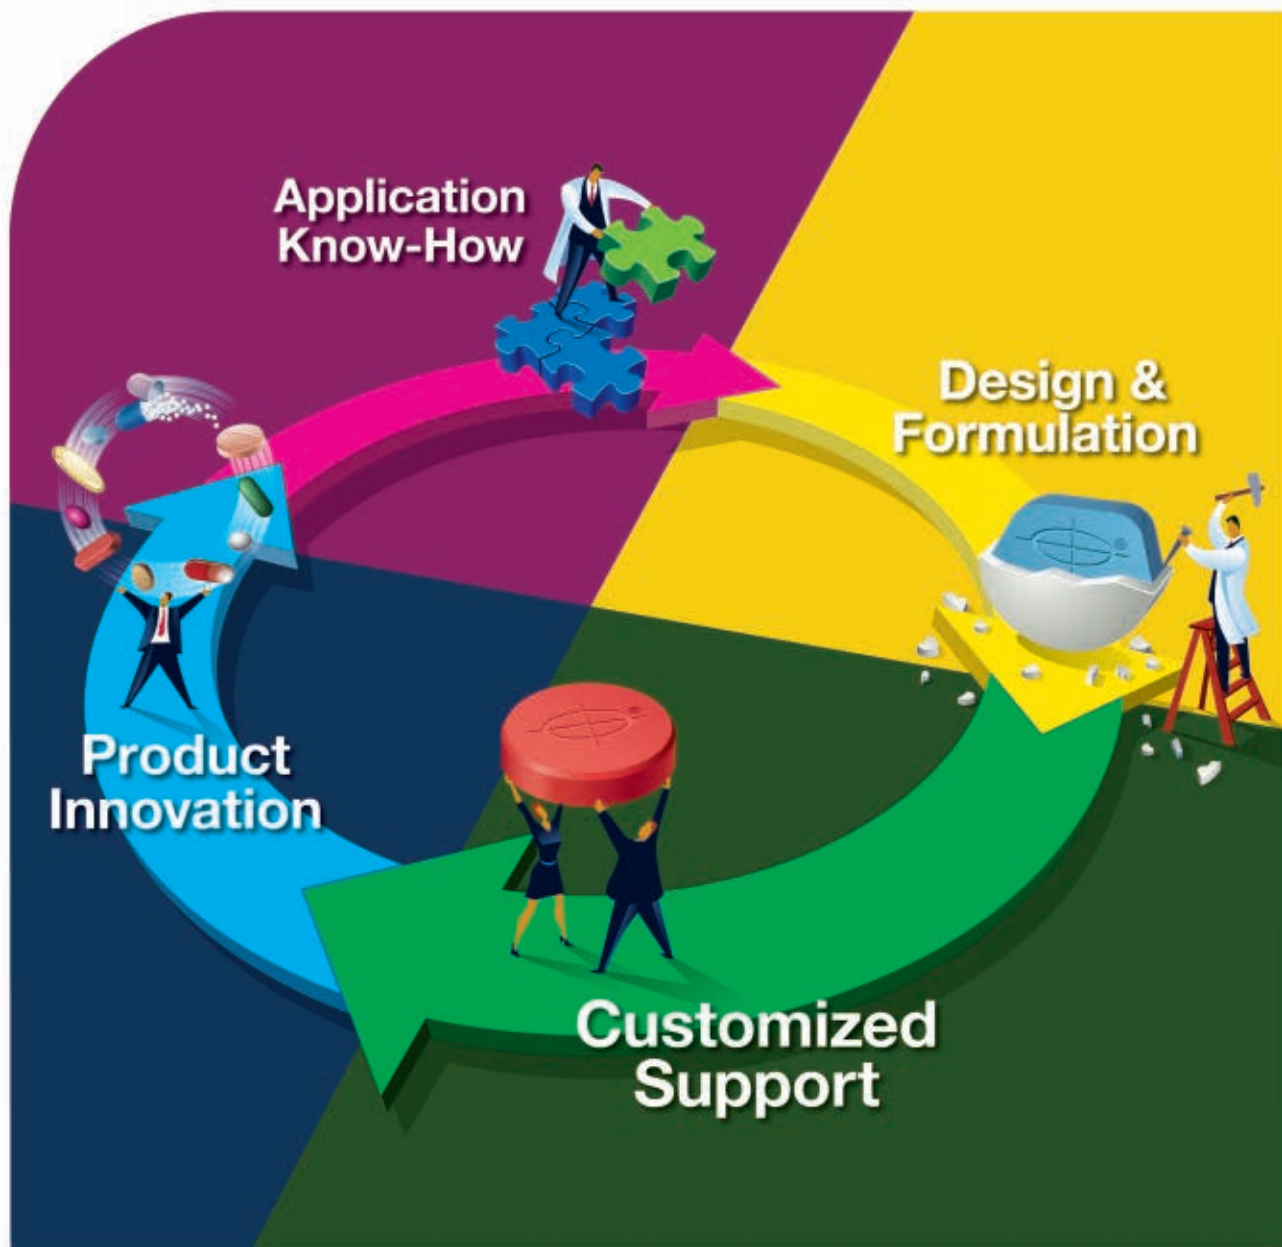 Application
Know-How
Design &
Formulation
Product
Innovation
Customized
Support